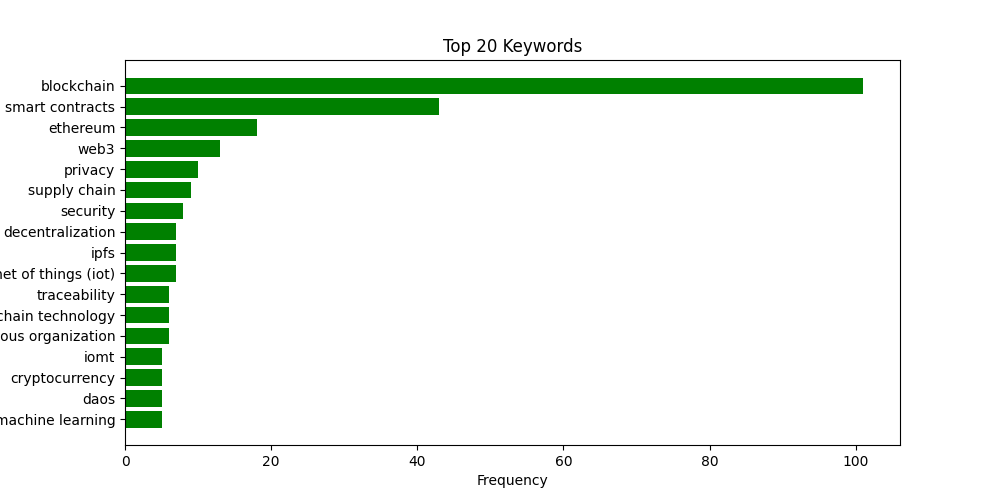 Top 20 Keywords
blockchain
smart contracts
ethereum
web3
privacy
supply chain
security
decentralization
ipfs
net of things (iot)
traceability
chain technology
ous organization
iomt
cryptocurrency
daos
machine learning
0 20 40 60 80 100
Frequency